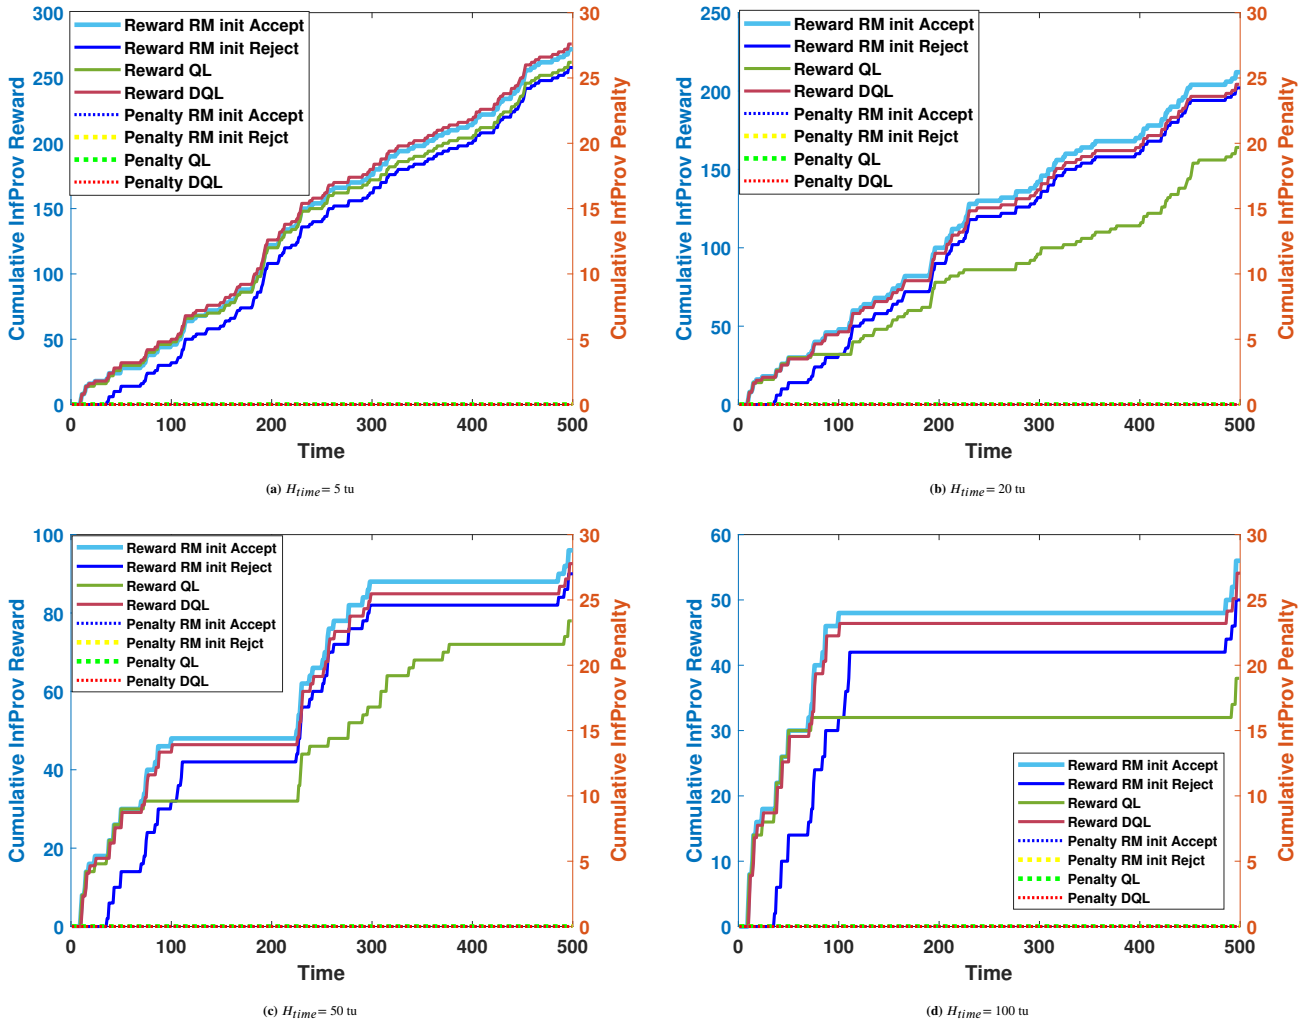 300
250
200
150
100
50
0
Cumulative InfProv Reward
Reward RM init Accept
Reward RM init Reject
Reward QL
Reward DQL
Penalty RM init Accept
Penalty RM init Rejct
Penalty QL
Penalty DQL
30
25
20
15
10
5
0
Cumulative InfProv Penalty
0 100 200 300 400 500
Time
(a) H_time = 5 tu
250
200
150
100
50
0
Cumulative InfProv Reward
Reward RM init Accept
Reward RM init Reject
Reward QL
Reward DQL
Penalty RM init Accept
Penalty RM init Rejct
Penalty QL
Penalty DQL
30
25
20
15
10
5
0
Cumulative InfProv Penalty
0 100 200 300 400 500
Time
(b) H_time = 20 tu
100
80
60
40
20
0
Cumulative InfProv Reward
Reward RM init Accept
Reward RM init Reject
Reward QL
Reward DQL
Penalty RM init Accept
Penalty RM init Rejct
Penalty QL
Penalty DQL
30
25
20
15
10
5
0
Cumulative InfProv Penalty
0 100 200 300 400 500
Time
(c) H_time = 50 tu
60
50
40
30
20
10
0
Cumulative InfProv Reward
Reward RM init Accept
Reward RM init Reject
Reward QL
Reward DQL
Penalty RM init Accept
Penalty RM init Rejct
Penalty QL
Penalty DQL
30
25
20
15
10
5
0
Cumulative InfProv Penalty
0 100 200 300 400 500
Time
(d) H_time = 100 tu